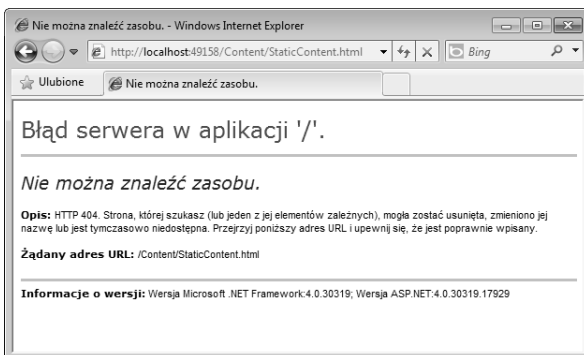 Nie można znaleźć zasobu. - Windows Internet Explorer
http://localhost:49158/Content/StaticContent.html
Bing
Ulubione
Nie można znaleźć zasobu.
Błąd serwera w aplikacji '/'.
Nie można znaleźć zasobu.
Opis: HTTP 404. Strona, której szukasz (lub jeden z jej elementów zależnych), mogła zostać usunięta, zmieniono jej
nazwę lub jest tymczasowo niedostępna. Przejrzyj poniższy adres URL i upewnij się, że jest poprawnie wpisany.
Żądany adres URL: /Content/StaticContent.html
Informacje o wersji: Wersja Microsoft .NET Framework:4.0.30319; Wersja ASP.NET:4.0.30319.17929